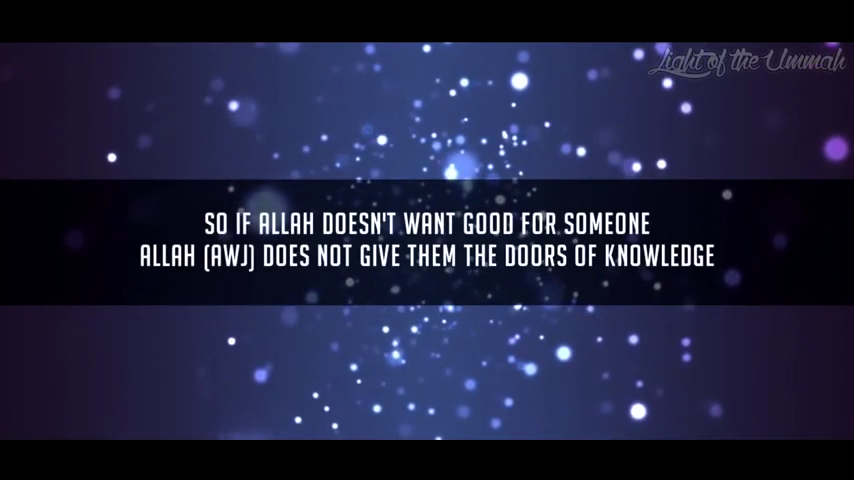 Light of the Ummah
SO IF ALLAH DOESN'T WANT GOOD FOR SOMEONE
ALLAH (AWJ) DOES NOT GIVE THEM THE DOORS OF KNOWLEDGE